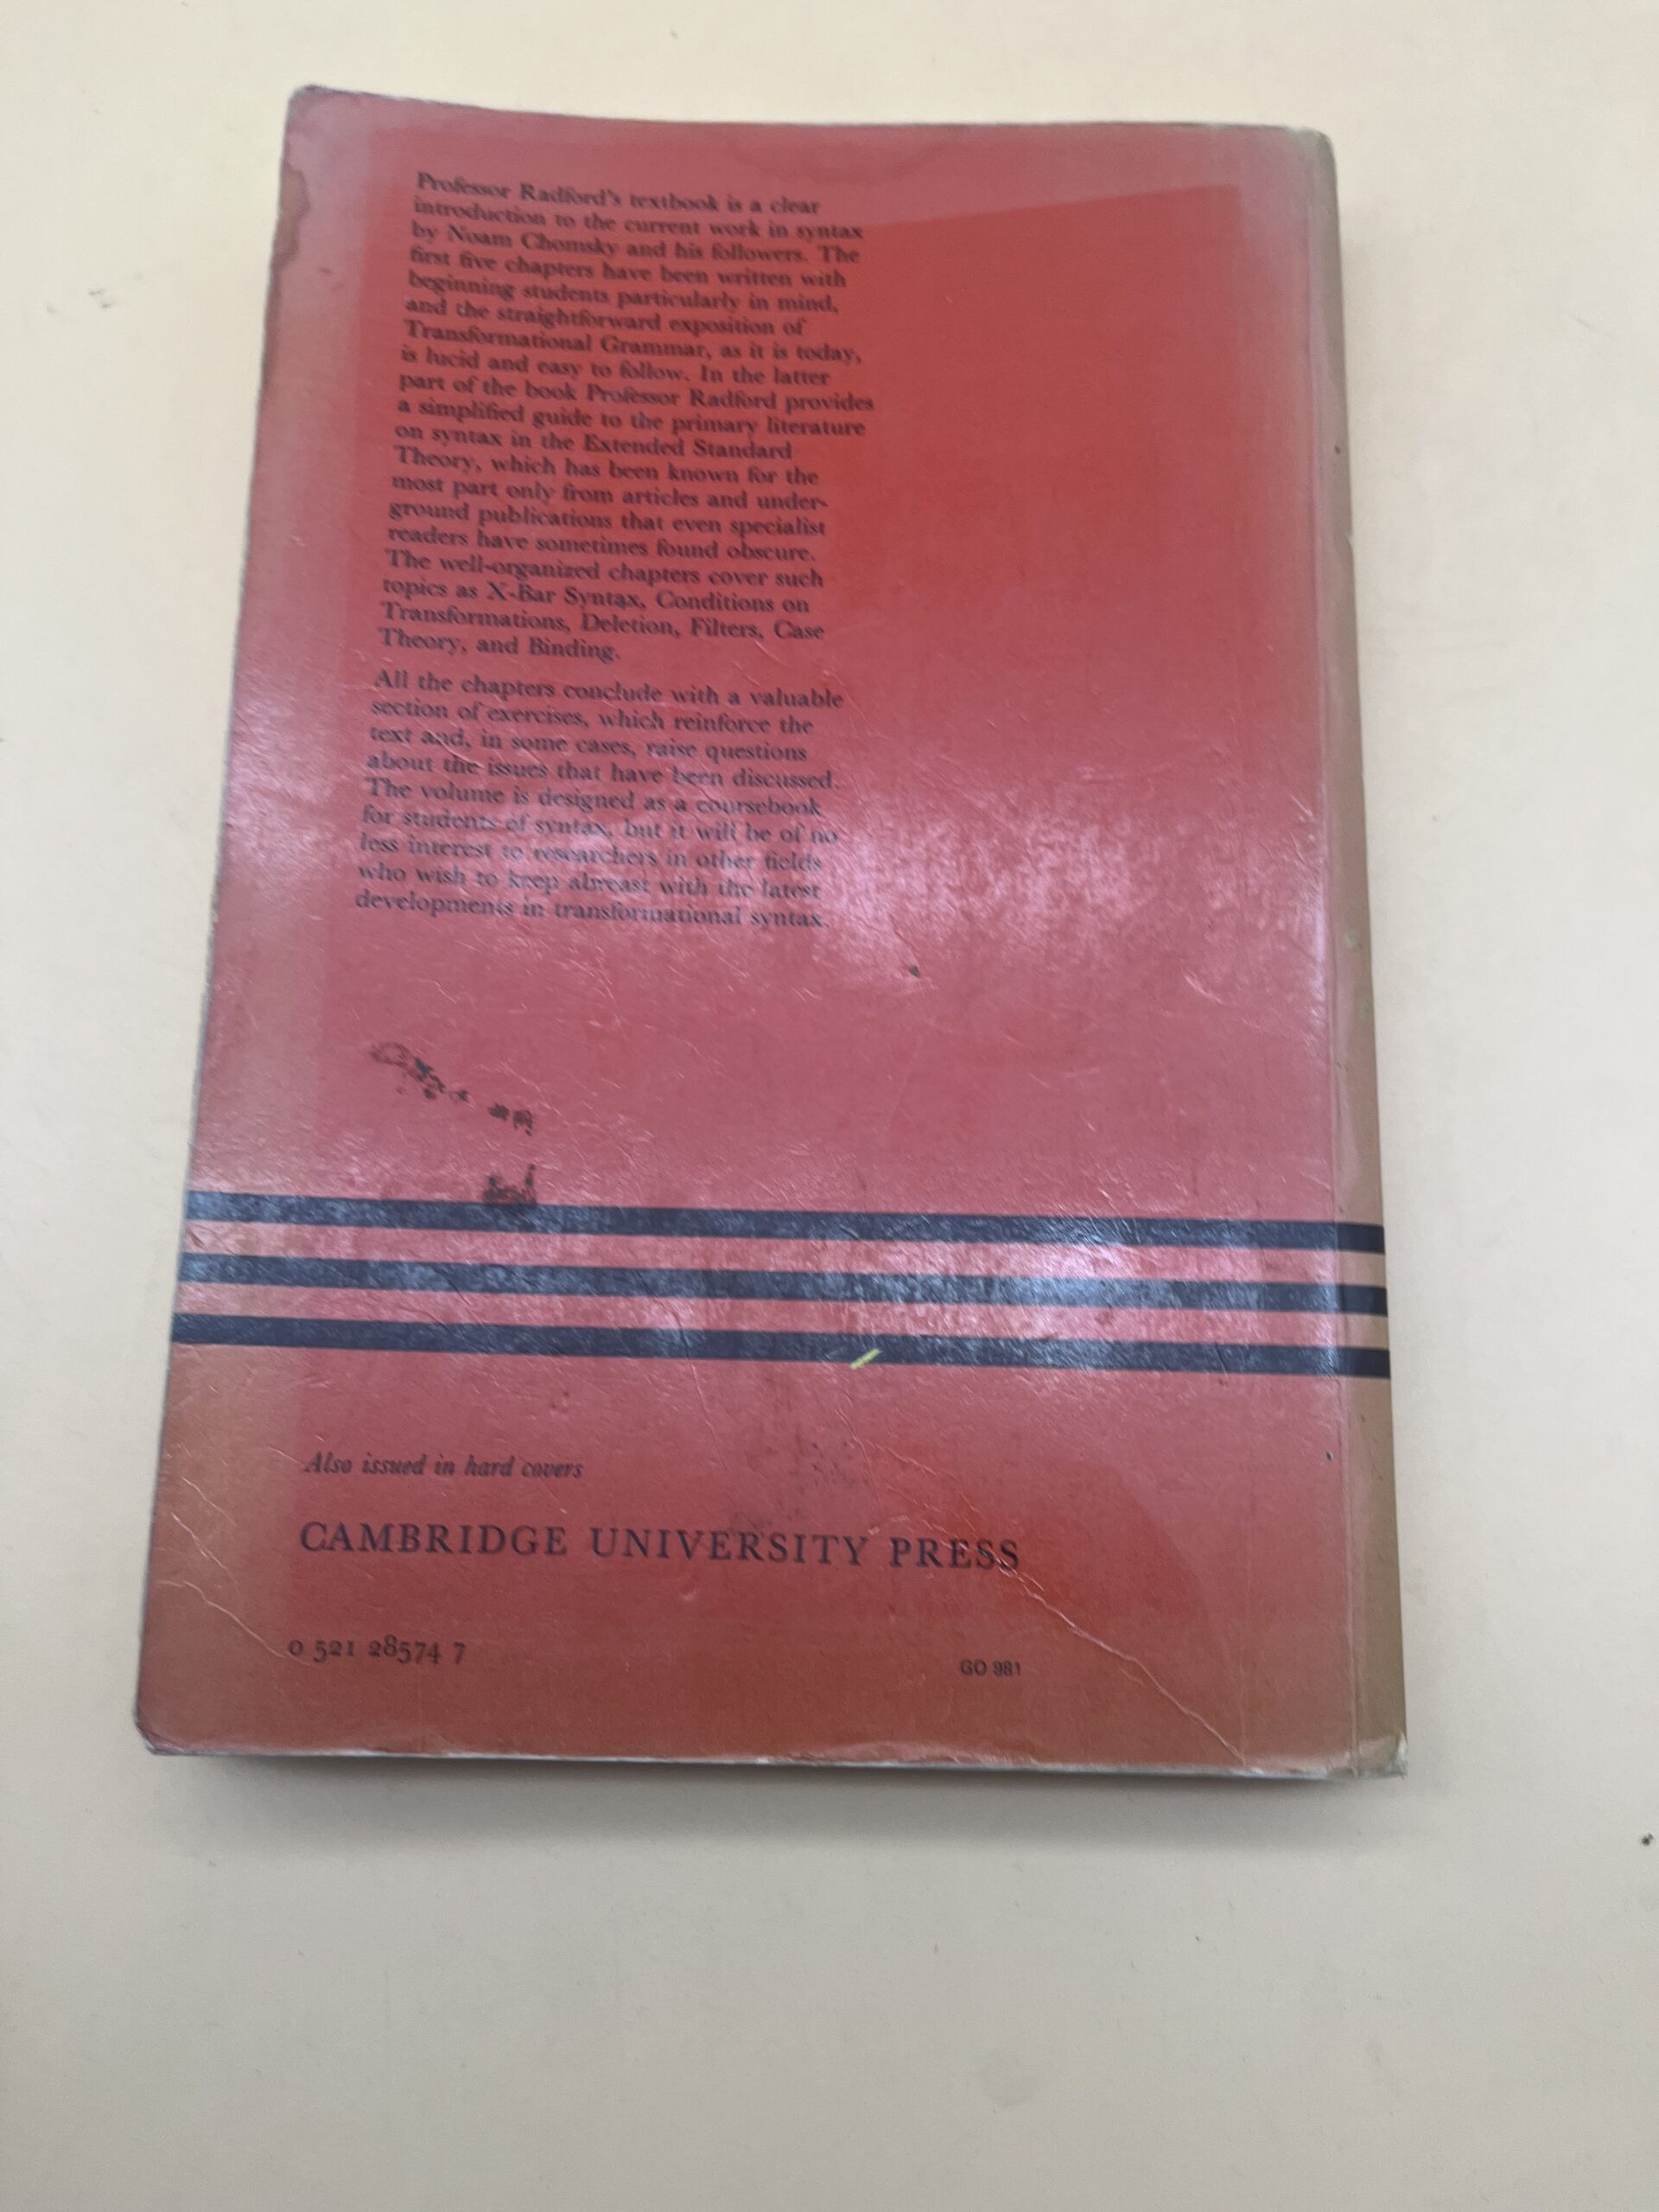 Professor Radford's textbook is a clear
introduction to the current work in syntax
by Noam Chomsky and his followers. The
first five chapters have been written with
beginning students particularly in mind,
and the straightforward exposition of
Transformational Grammar, as it is today,
is lucid and easy to follow. In the latter
part of the book Professor Radford provides
a simplified guide to the primary literature
on syntax in the Extended Standard
Theory, which has been known for the
most part only from articles and under-
ground publications that even specialist
readers have sometimes found obscure.
The well-organized chapters cover such
topics as X-Bar Syntax, Conditions on
Transformations, Deletion, Filters, Case
Theory, and Binding.
All the chapters conclude with a valuable
section of exercises, which reinforce the
text and, in some cases, raise questions
about the issues that have been discussed.
The volume is designed as a coursebook
for students of syntax, but it will be of no
less interest to researchers in other fields
who wish to keep abreast with the latest
developments in transformational syntax.
Also issued in hard covers
CAMBRIDGE UNIVERSITY PRESS
0 521 28574 7
GO 981